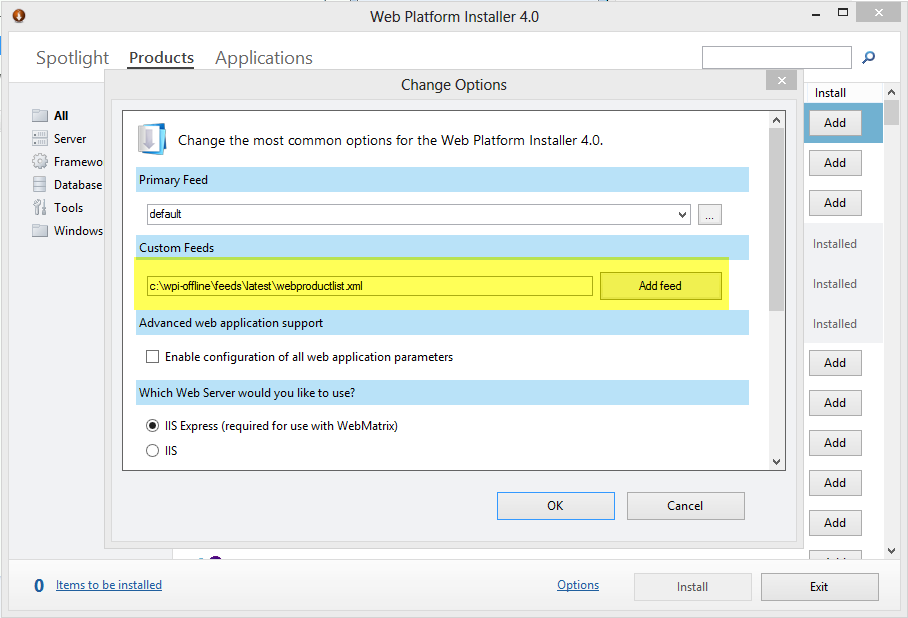 Web Platform Installer 4.0
Spotlight Products Applications
Change Options
Install
All
Server
Framewo
Database
Tools
Windows
Change the most common options for the Web Platform Installer 4.0.
Primary Feed
default
...
Custom Feeds
c:\wpi-offline\feeds\latest\webproductlist.xml
Add feed
Advanced web application support
Enable configuration of all web application parameters
Which Web Server would you like to use?
IIS Express (required for use with WebMatrix)
IIS
OK Cancel
Add
Add
Add
Installed
Installed
Installed
Add
Add
Add
Add
Add
0 Items to be installed Options Install Exit